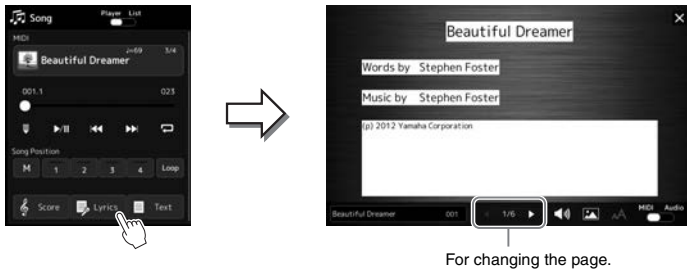 Song
Player List
MIDI
♩=69 3/4
Beautiful Dreamer
001.1 023
Song Position
M 1 2 3 4 Loop
Score Lyrics Text
Beautiful Dreamer
Words by Stephen Foster
Music by Stephen Foster
(p) 2012 Yamaha Corporation
Beautiful Dreamer 001 1/6 AA MIDI Audio
For changing the page.